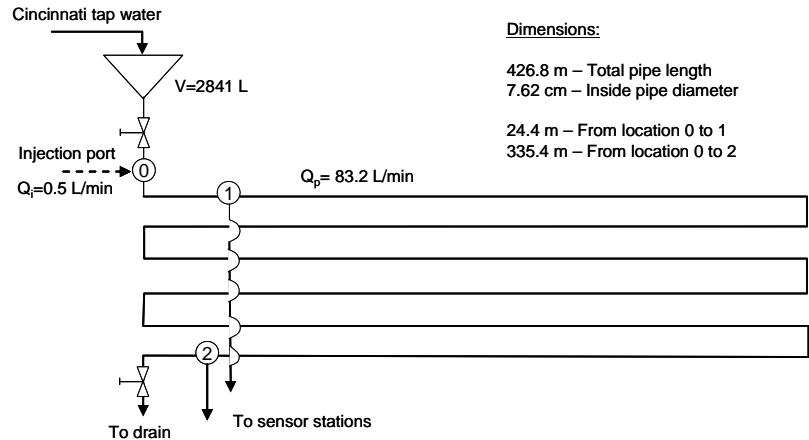 Cincinnati tap water
V=2841 L
Injection port
Qi=0.5 L/min
0
1
Qp= 83.2 L/min
2
To drain
To sensor stations
Dimensions:
426.8 m – Total pipe length
7.62 cm – Inside pipe diameter
24.4 m – From location 0 to 1
335.4 m – From location 0 to 2